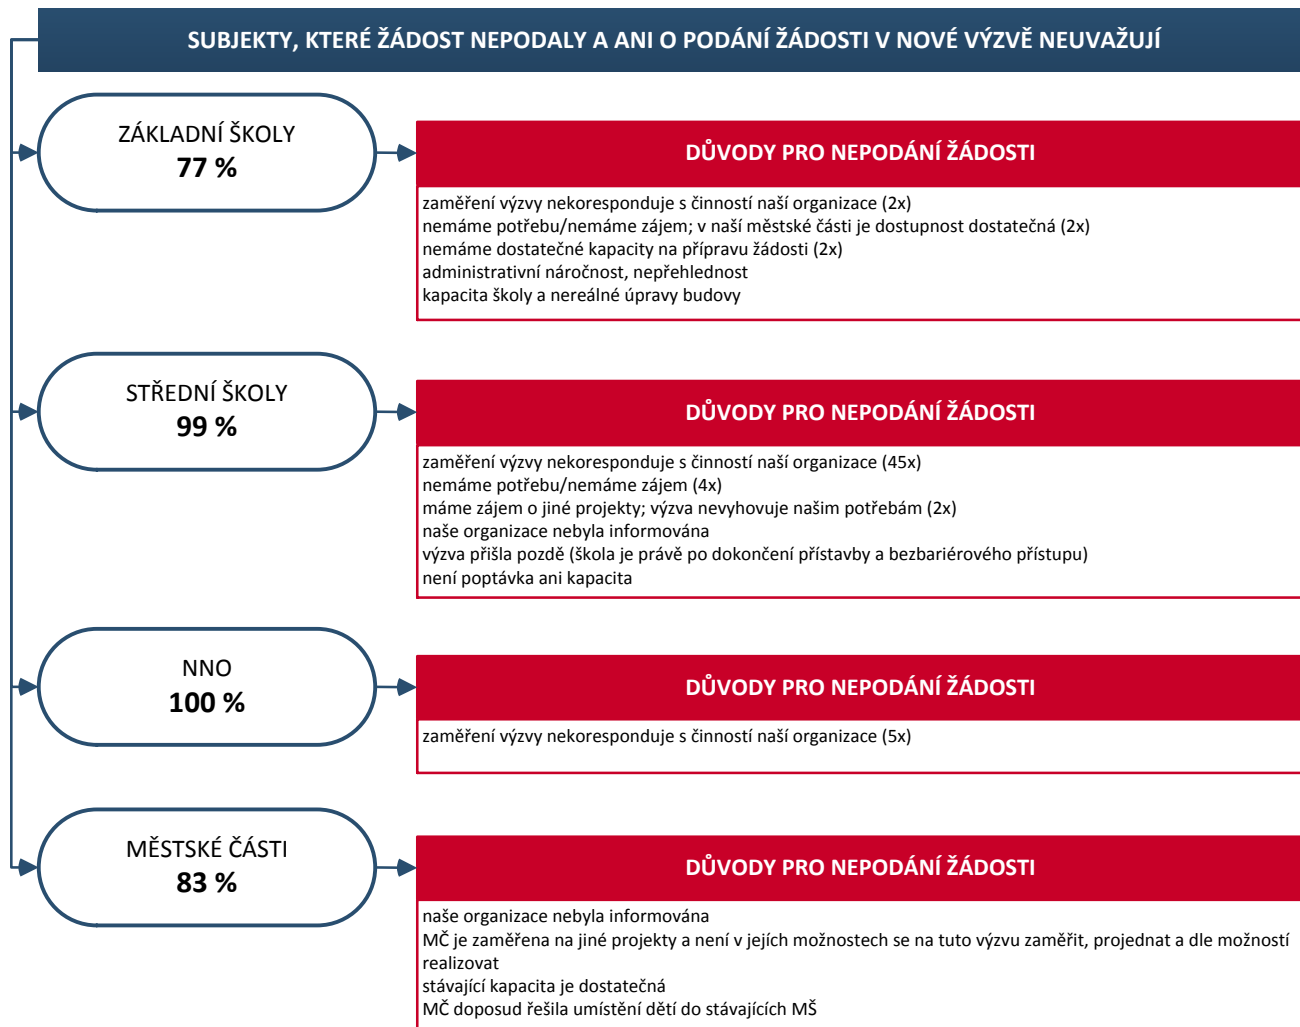 SUBJEKTY, KTERÉ ŽÁDOST NEPODALY A ANI O PODÁNÍ ŽÁDOSTI V NOVÉ VÝZVĚ NEUVAŽUJÍ
ZÁKLADNÍ ŠKOLY
77 %
DŮVODY PRO NEPODÁNÍ ŽÁDOSTI
zaměření výzvy nekoresponduje s činností naší organizace (2x)
nemáme potřebu/nemáme zájem; v naší městské části je dostupnost dostatečná (2x)
nemáme dostatečné kapacity na přípravu žádosti (2x)
administrativní náročnost, nepřehlednost
kapacita školy a nereálné úpravy budovy
STŘEDNÍ ŠKOLY
99 %
DŮVODY PRO NEPODÁNÍ ŽÁDOSTI
zaměření výzvy nekoresponduje s činností naší organizace (45x)
nemáme potřebu/nemáme zájem (4x)
máme zájem o jiné projekty; výzva nevyhovuje našim potřebám (2x)
naše organizace nebyla informována
výzva přišla pozdě (škola je právě po dokončení přístavby a bezbariérového přístupu)
není poptávka ani kapacita
NNO
100 %
DŮVODY PRO NEPODÁNÍ ŽÁDOSTI
zaměření výzvy nekoresponduje s činností naší organizace (5x)
MĚSTSKÉ ČÁSTI
83 %
DŮVODY PRO NEPODÁNÍ ŽÁDOSTI
naše organizace nebyla informována
MČ je zaměřena na jiné projekty a není v jejích možnostech se na tuto výzvu zaměřit, projednat a dle možností
realizovat
stávající kapacita je dostatečná
MČ doposud řešila umístění dětí do stávajících MŠ